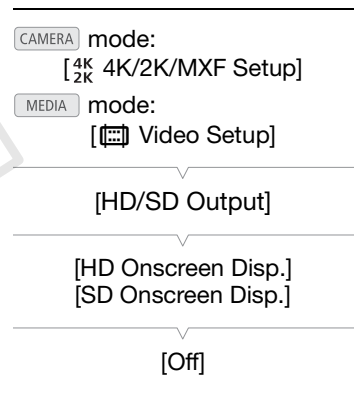 CAMERA mode:
[4K 2K 4K/2K/MXF Setup]
MEDIA mode:
[Video Setup]
[HD/SD Output]
[HD Onscreen Disp.]
[SD Onscreen Disp.]
[Off]